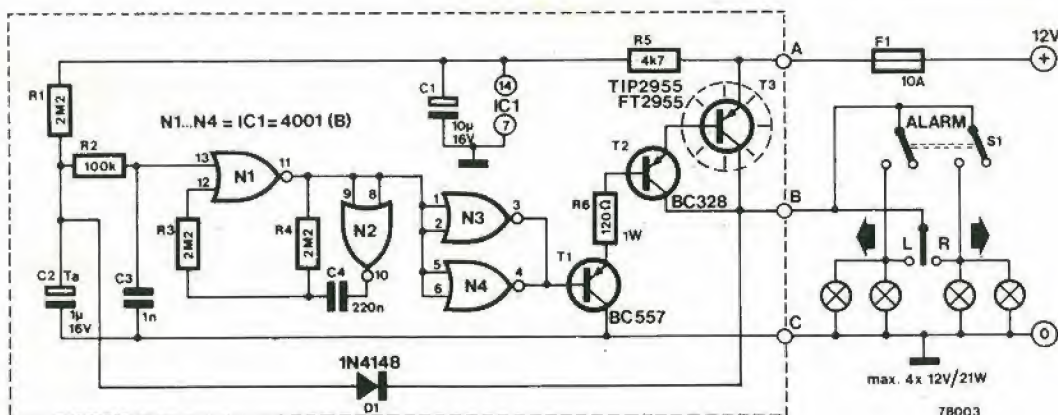 R1
2M2
R2
100k
N1...N4 = IC1 = 4001 (B)
C1
10µ
16V
14
IC1
7
R5
4k7
TIP2955
FT2955
T3
A
F1
10A
12V
+
13
12
N1
11
R3
2M2
R4
2M2
9
8
N2
10
C4
220n
1
2
N3
3
5
6
N4
4
T2
BC328
R6
120Ω
1W
T1
BC557
ALARM
S1
B
L
R
C2
Ta
1µ
16V
C3
1n
C
0
1N4148
D1
max. 4x 12V/21W
78003